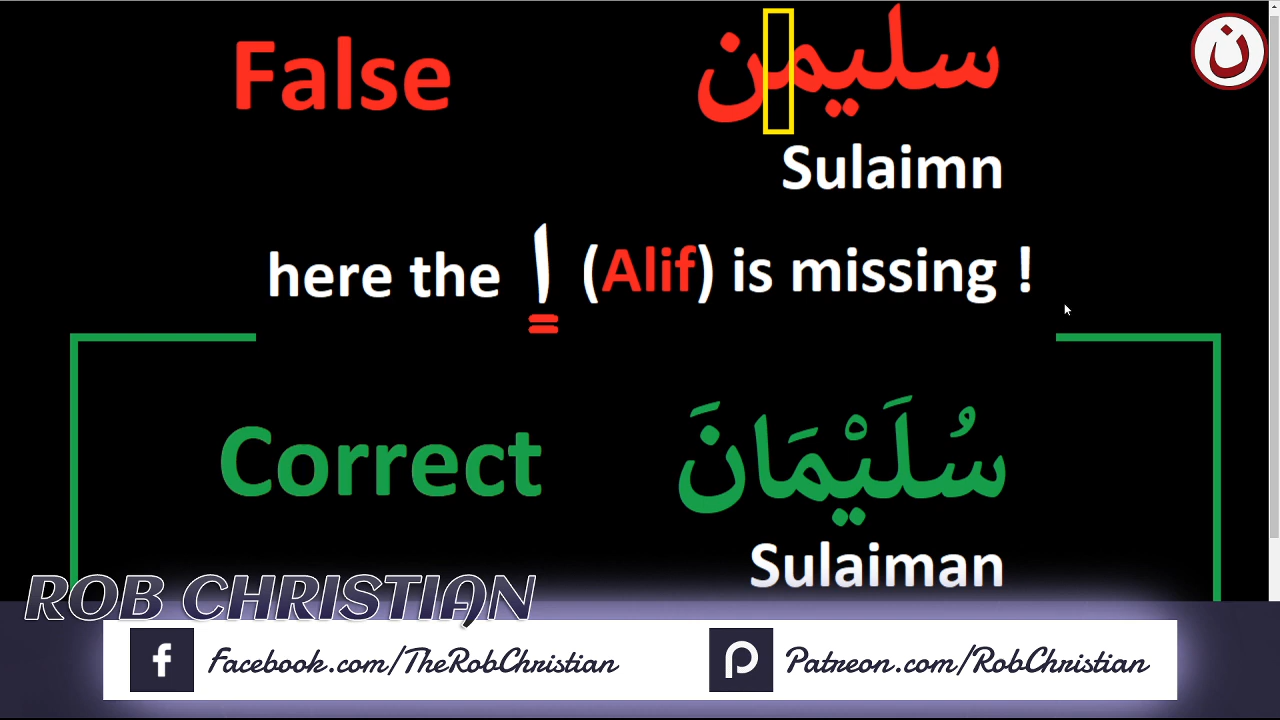 False سليمن
ن
Sulaimn
here the ا (Alif) is missing !
Correct سُلَيْمَانَ
Sulaiman
ROB CHRISTIAN
Facebook.com/TheRobChristian
Patreon.com/RobChristian